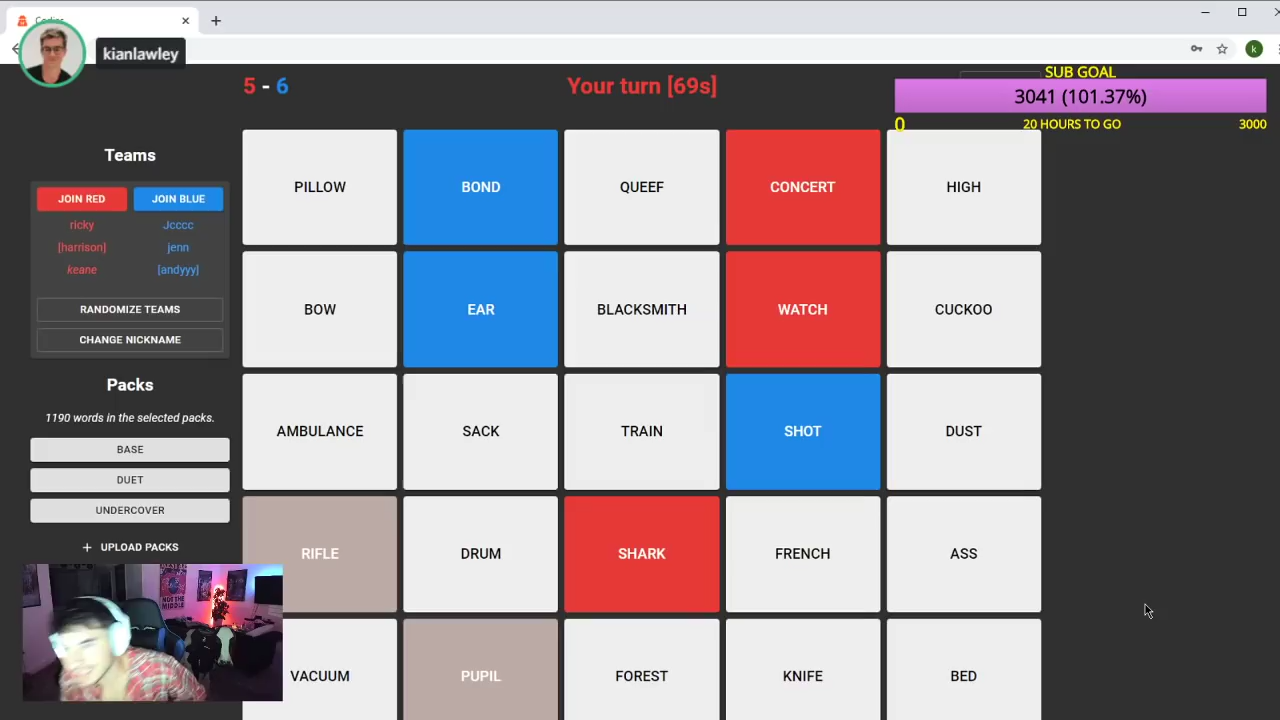 kianlawley
5 - 6
Your turn [69s]
SUB GOAL
3041 (101.37%)
0
20 HOURS TO GO
3000
Teams
JOIN RED
JOIN BLUE
ricky
Jcccc
[harrison]
jenn
keane
[andyyy]
RANDOMIZE TEAMS
CHANGE NICKNAME
Packs
1190 words in the selected packs.
BASE
DUET
UNDERCOVER
+ UPLOAD PACKS
PILLOW
BOND
QUEEF
CONCERT
HIGH
BOW
EAR
BLACKSMITH
WATCH
CUCKOO
AMBULANCE
SACK
TRAIN
SHOT
DUST
RIFLE
DRUM
SHARK
FRENCH
ASS
VACUUM
PUPIL
FOREST
KNIFE
BED
k